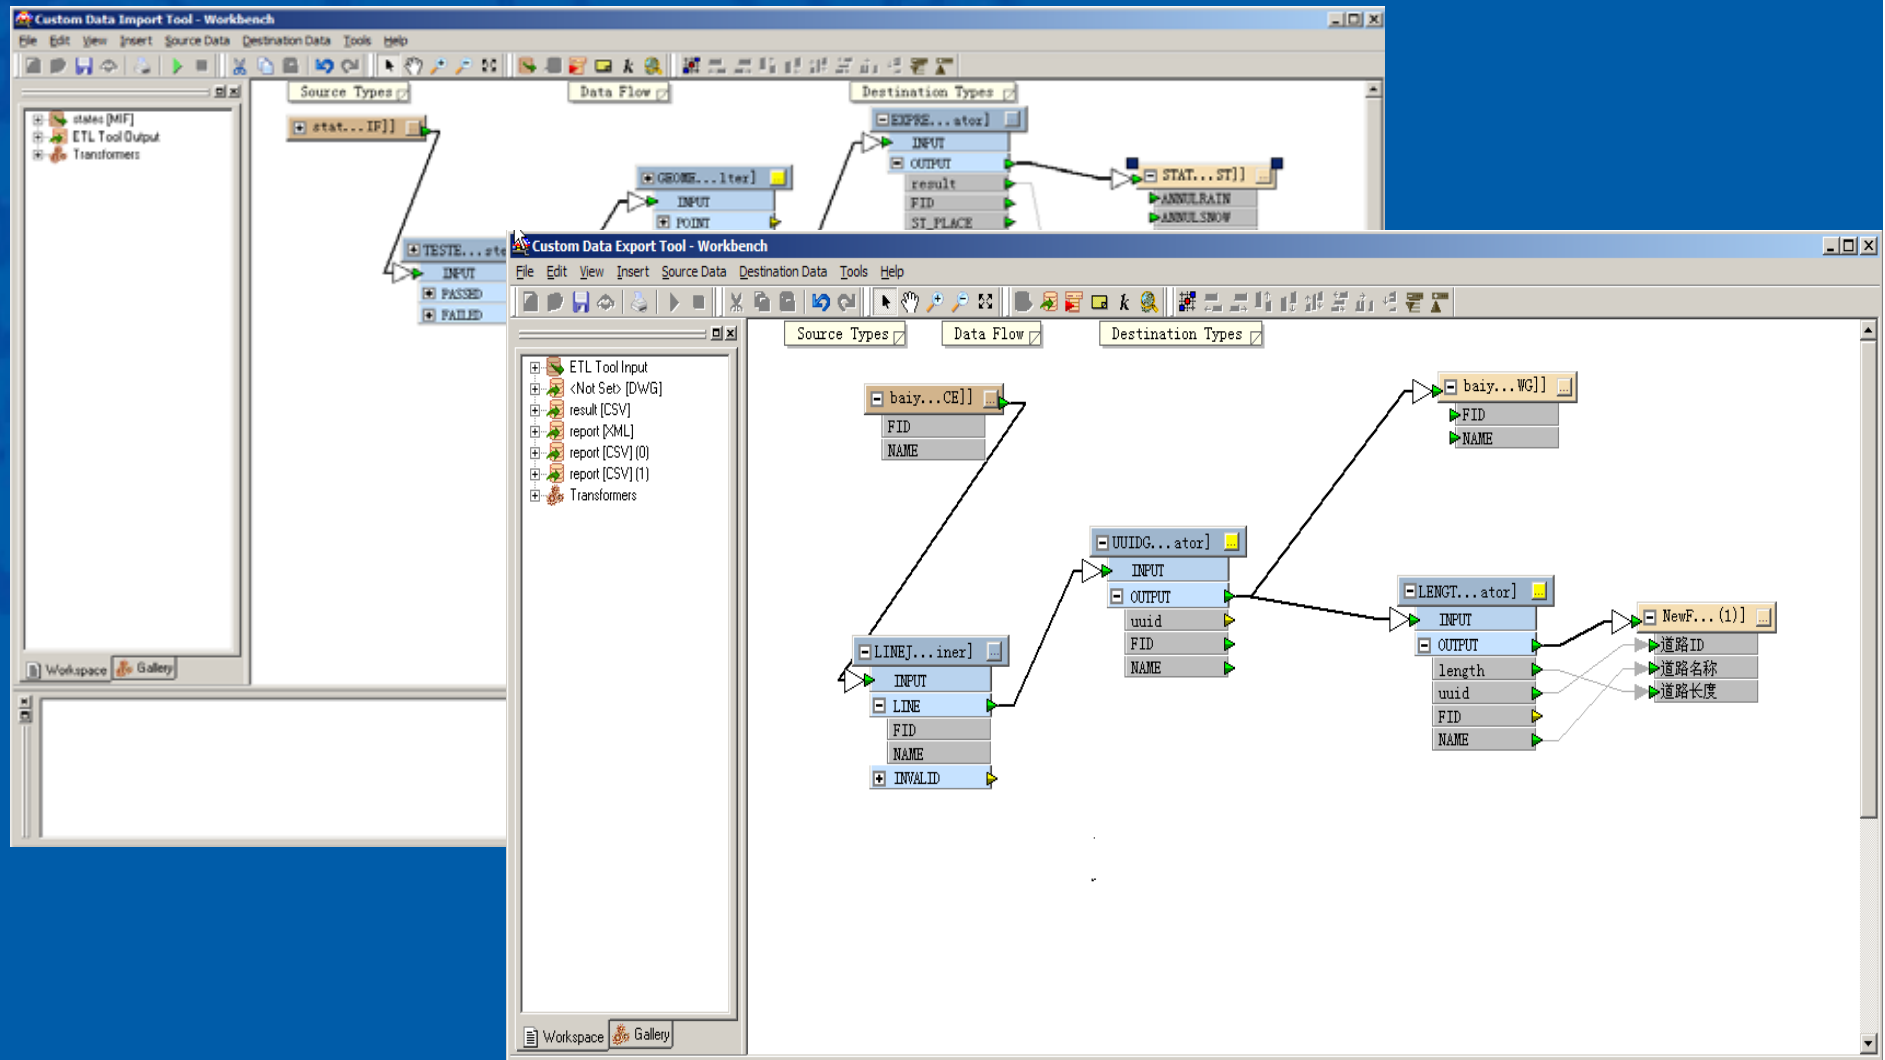 Custom Data Import Tool - Workbench
File Edit View Insert Source Data Destination Data Tools Help
Source Types
Data Flow
Destination Types
states [MIF]
ETL Tool Output
Transformers
stat...IF]]
EXPRE...ator]
INPUT
OUTPUT
result
FID
ST_PLACE
GEOME...lter]
INPUT
POINT
STAT...ST]]
ANNULRAIN
ANNULSNOW
TESTE...ste
INPUT
PASSED
FAILED
Workspace Gallery
Custom Data Export Tool - Workbench
File Edit View Insert Source Data Destination Data Tools Help
k
Source Types
Data Flow
Destination Types
ETL Tool Input
<Not Set> [DWG]
result [CSV]
report [XML]
report [CSV] (0)
report [CSV] (1)
Transformers
baiy...CE]]
FID
NAME
baiy...WG]]
FID
NAME
UUIDG...ator]
INPUT
OUTPUT
uuid
FID
NAME
LENGT...ator]
INPUT
OUTPUT
length
uuid
FID
NAME
NewF...(1)]
道路ID
道路名称
道路长度
LINEJ...iner]
INPUT
LINE
FID
NAME
INVALID
Workspace Gallery